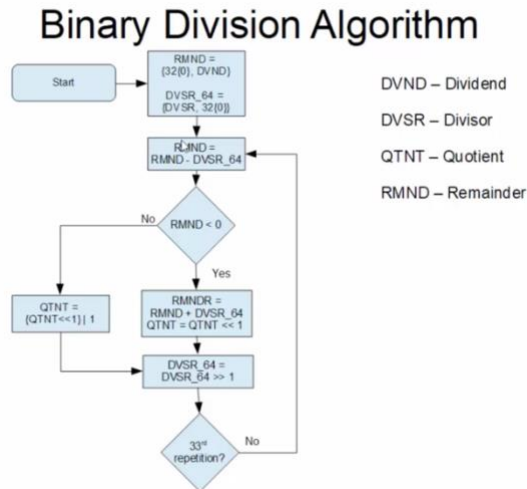 Binary Division Algorithm
Start
RMND =
{32{0}, DVND}
DVSR_64 =
{DVSR, 32{0}}
RMND =
RMND - DVSR_64
RMND < 0
No
Yes
QTNT =
{QTNT<<1} | 1
RMNDR =
RMND + DVSR_64
QTNT = QTNT << 1
DVSR_64 =
DVSR_64 >> 1
33rd
repetition?
No
DVND – Dividend
DVSR – Divisor
QTNT – Quotient
RMND – Remainder